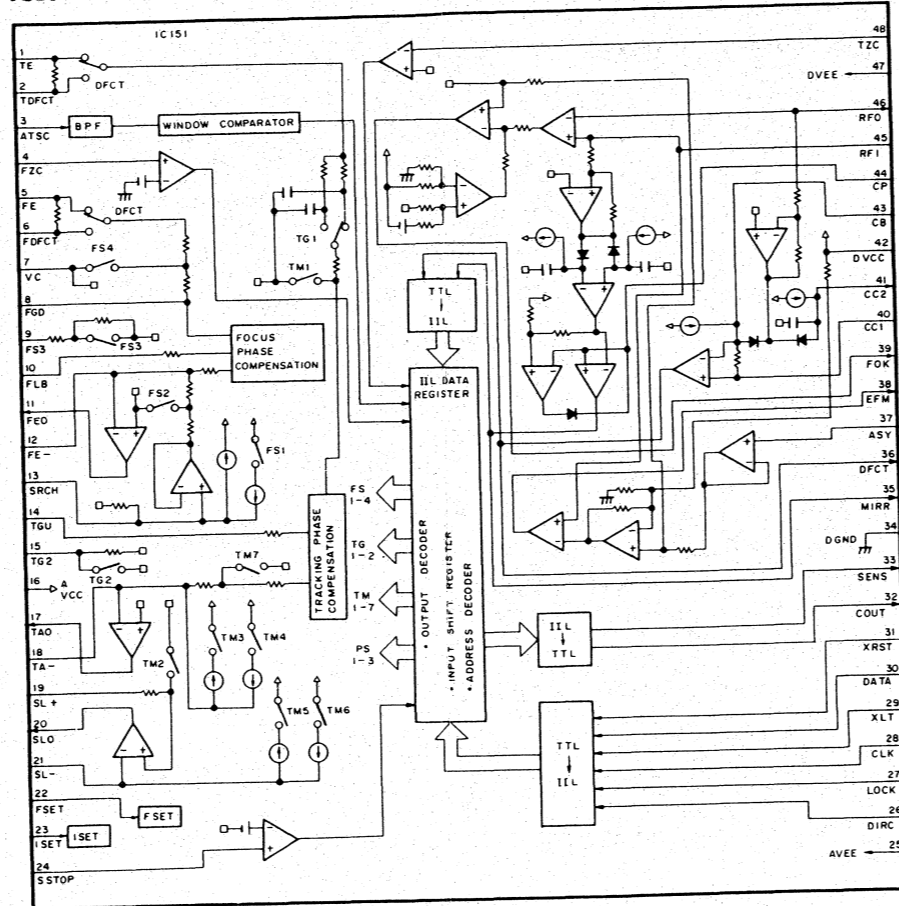 IC151
1
TE
2
TDFCT
DFCT
3
ATSC
BPF
WINDOW COMPARATOR
4
FZC
5
FE
DFCT
6
FDFCT
FS4
7
VC
8
FGD
9
FS3
FS3
10
FLB
FOCUS
PHASE
COMPENSATION
11
FEO
FS2
12
FE-
FS1
13
SRCH
14
TGU
15
TG2
TG2
16
A
VCC
TM7
17
TAO
18
TA-
TM2
TM3
TM4
19
SL+
20
SLO
TM5
TM6
21
SL-
22
FSET
FSET
23
ISET
ISET
24
SSTOP
TG1
TM1
TRACKING PHASE
COMPENSATION
TTL
↓
IIL
IIL DATA
REGISTER
• INPUT SHIFT REGISTER
• ADDRESS DECODER
• OUTPUT DECODER
FS
1-4
TG
1-2
TM
1-7
PS
1-3
IIL
↓
TTL
TTL
↓
IIL
48
TZC
47
DVEE
46
RFO
45
RFI
44
CP
43
CB
42
DVCC
41
CC2
40
CC1
39
FOK
38
EFM
37
ASY
36
DFCT
35
MIRR
34
DGND
33
SENS
32
COUT
31
XRST
30
DATA
29
XLT
28
CLK
27
LOCK
26
DIRC
25
AVEE